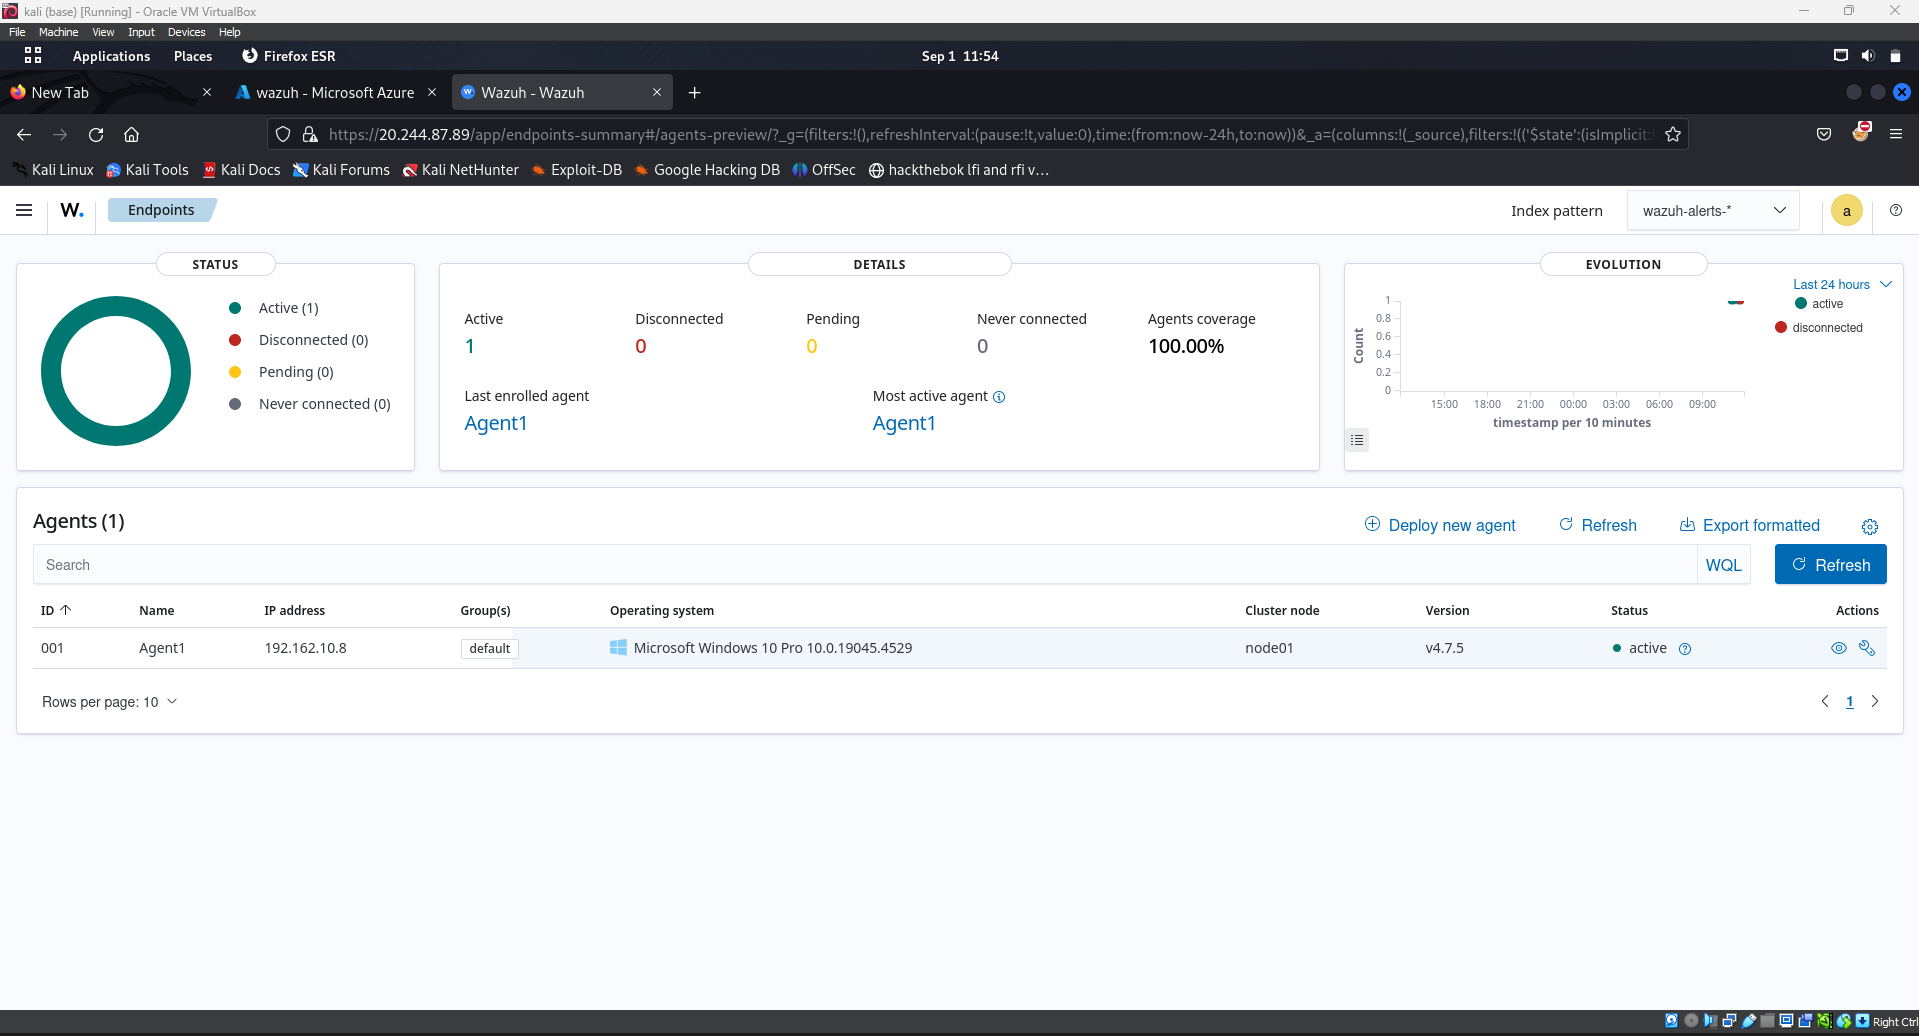 kali (base) [Running] - Oracle VM VirtualBox
File Machine View Input Devices Help
Applications Places Firefox ESR Sep 1 11:54
New Tab wazuh - Microsoft Azure Wazuh - Wazuh
https://20.244.87.89/app/endpoints-summary#/agents-preview/?_g=(filters:!(),refreshInterval:(pause:!t,value:0),time:(from:now-24h,to:now))&_a=(columns:!(_source),filters:!(('$state':(isImplicit:
Kali Linux Kali Tools Kali Docs Kali Forums Kali NetHunter Exploit-DB Google Hacking DB OffSec hackthebok lfi and rfi v…
W. Endpoints Index pattern wazuh-alerts-* a
STATUS
Active (1)
Disconnected (0)
Pending (0)
Never connected (0)
DETAILS
Active Disconnected Pending Never connected Agents coverage
1 0 0 0 100.00%
Last enrolled agent Most active agent
Agent1 Agent1
EVOLUTION
Last 24 hours
active
disconnected
Count
1
0.8
0.6
0.4
0.2
0
15:00 18:00 21:00 00:00 03:00 06:00 09:00
timestamp per 10 minutes
Agents (1)
Deploy new agent Refresh Export formatted
Search WQL Refresh
ID Name IP address Group(s) Operating system Cluster node Version Status Actions
001 Agent1 192.162.10.8 default Microsoft Windows 10 Pro 10.0.19045.4529 node01 v4.7.5 active
Rows per page: 10 1
Right Ctrl